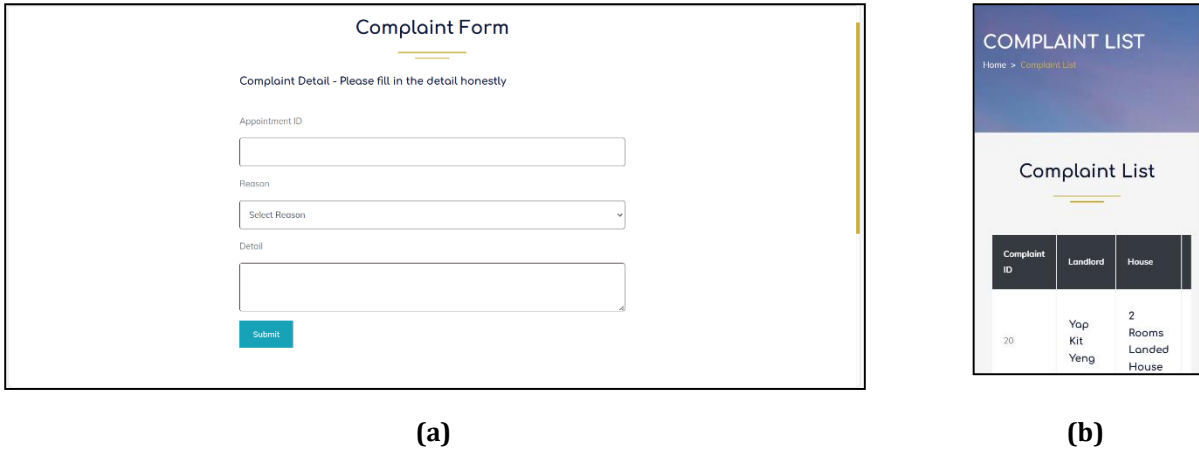 Complaint Form
Complaint Detail - Please fill in the detail honestly
Appointment ID
Reason
Select Reason
Detail
Submit
(a)
COMPLAINT LIST
Home > Complaint List
Complaint List
Complaint ID
Landlord
House
20
Yap
Kit
Yeng
2
Rooms
Landed
House
(b)